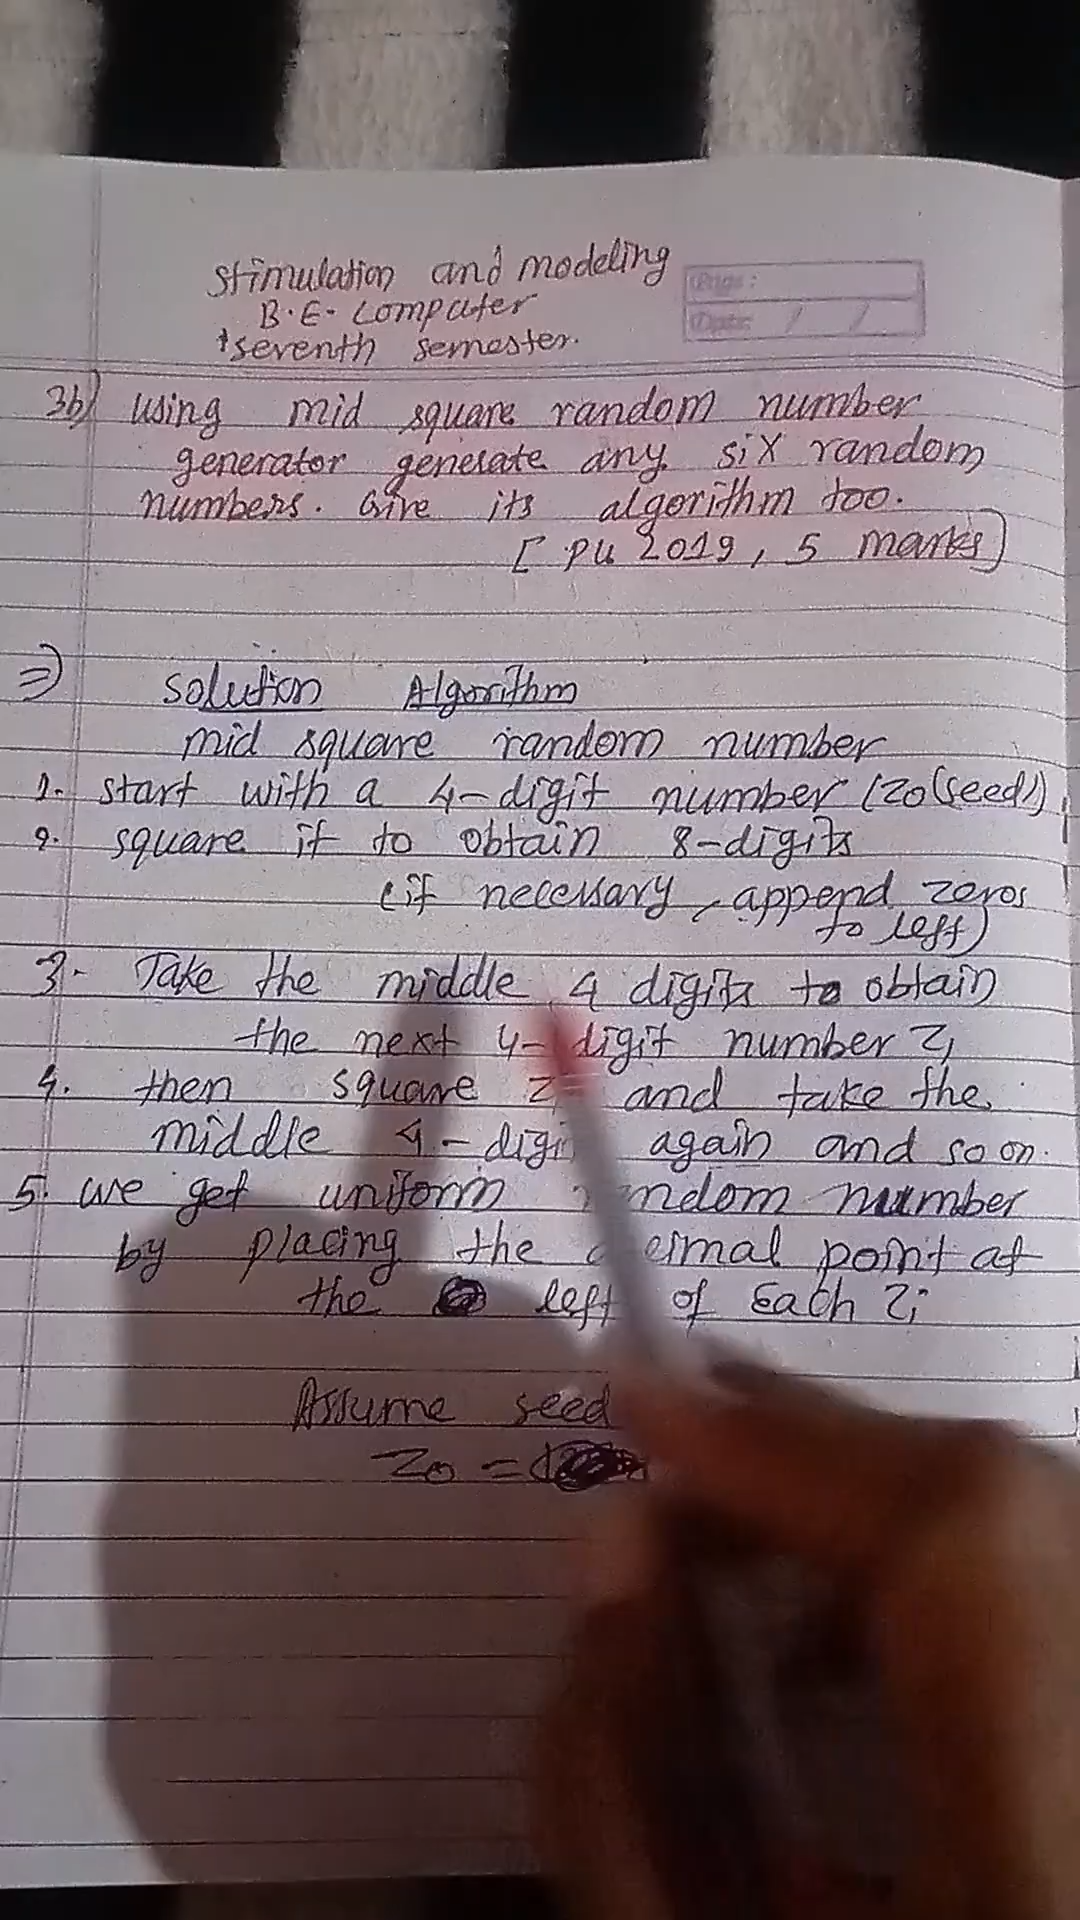 Stimulation and modeling
B.E. Computer
seventh semester.
Page:
Date: / /
3b) using mid square random number
generator generate any six random
numbers. Give its algorithm too.
[PU 2019, 5 marks]
=) Solution Algorithm
mid square random number
1. start with a 4-digit number (Z0(seed))
2. square it to obtain 8-digits
(if necessary, append zeros
to left)
3- Take the middle 4 digits to obtain
the next 4-digit number Z1
4. then square and take the
middle 4- again and so on.
5. we get uniform number
by placing the point at
the left of Each Zi
Assume seed
Z0 =